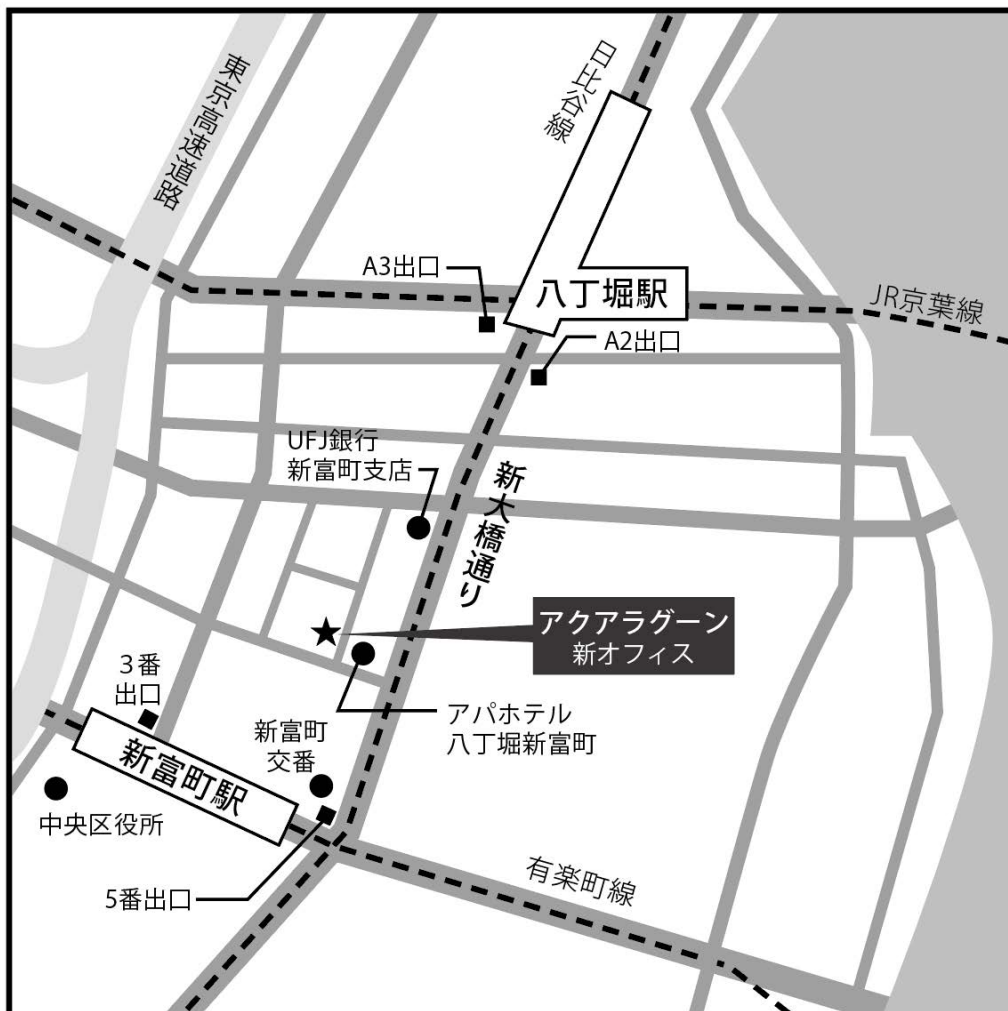 東京高速道路
日比谷線
A3出口
八丁堀駅
JR京葉線
A2出口
UFJ銀行
新富町支店
新大橋通り
アクアラグーン
新オフィス
3番
出口
新富町
交番
アパホテル
八丁堀新富町
新富町駅
中央区役所
5番出口
有楽町線